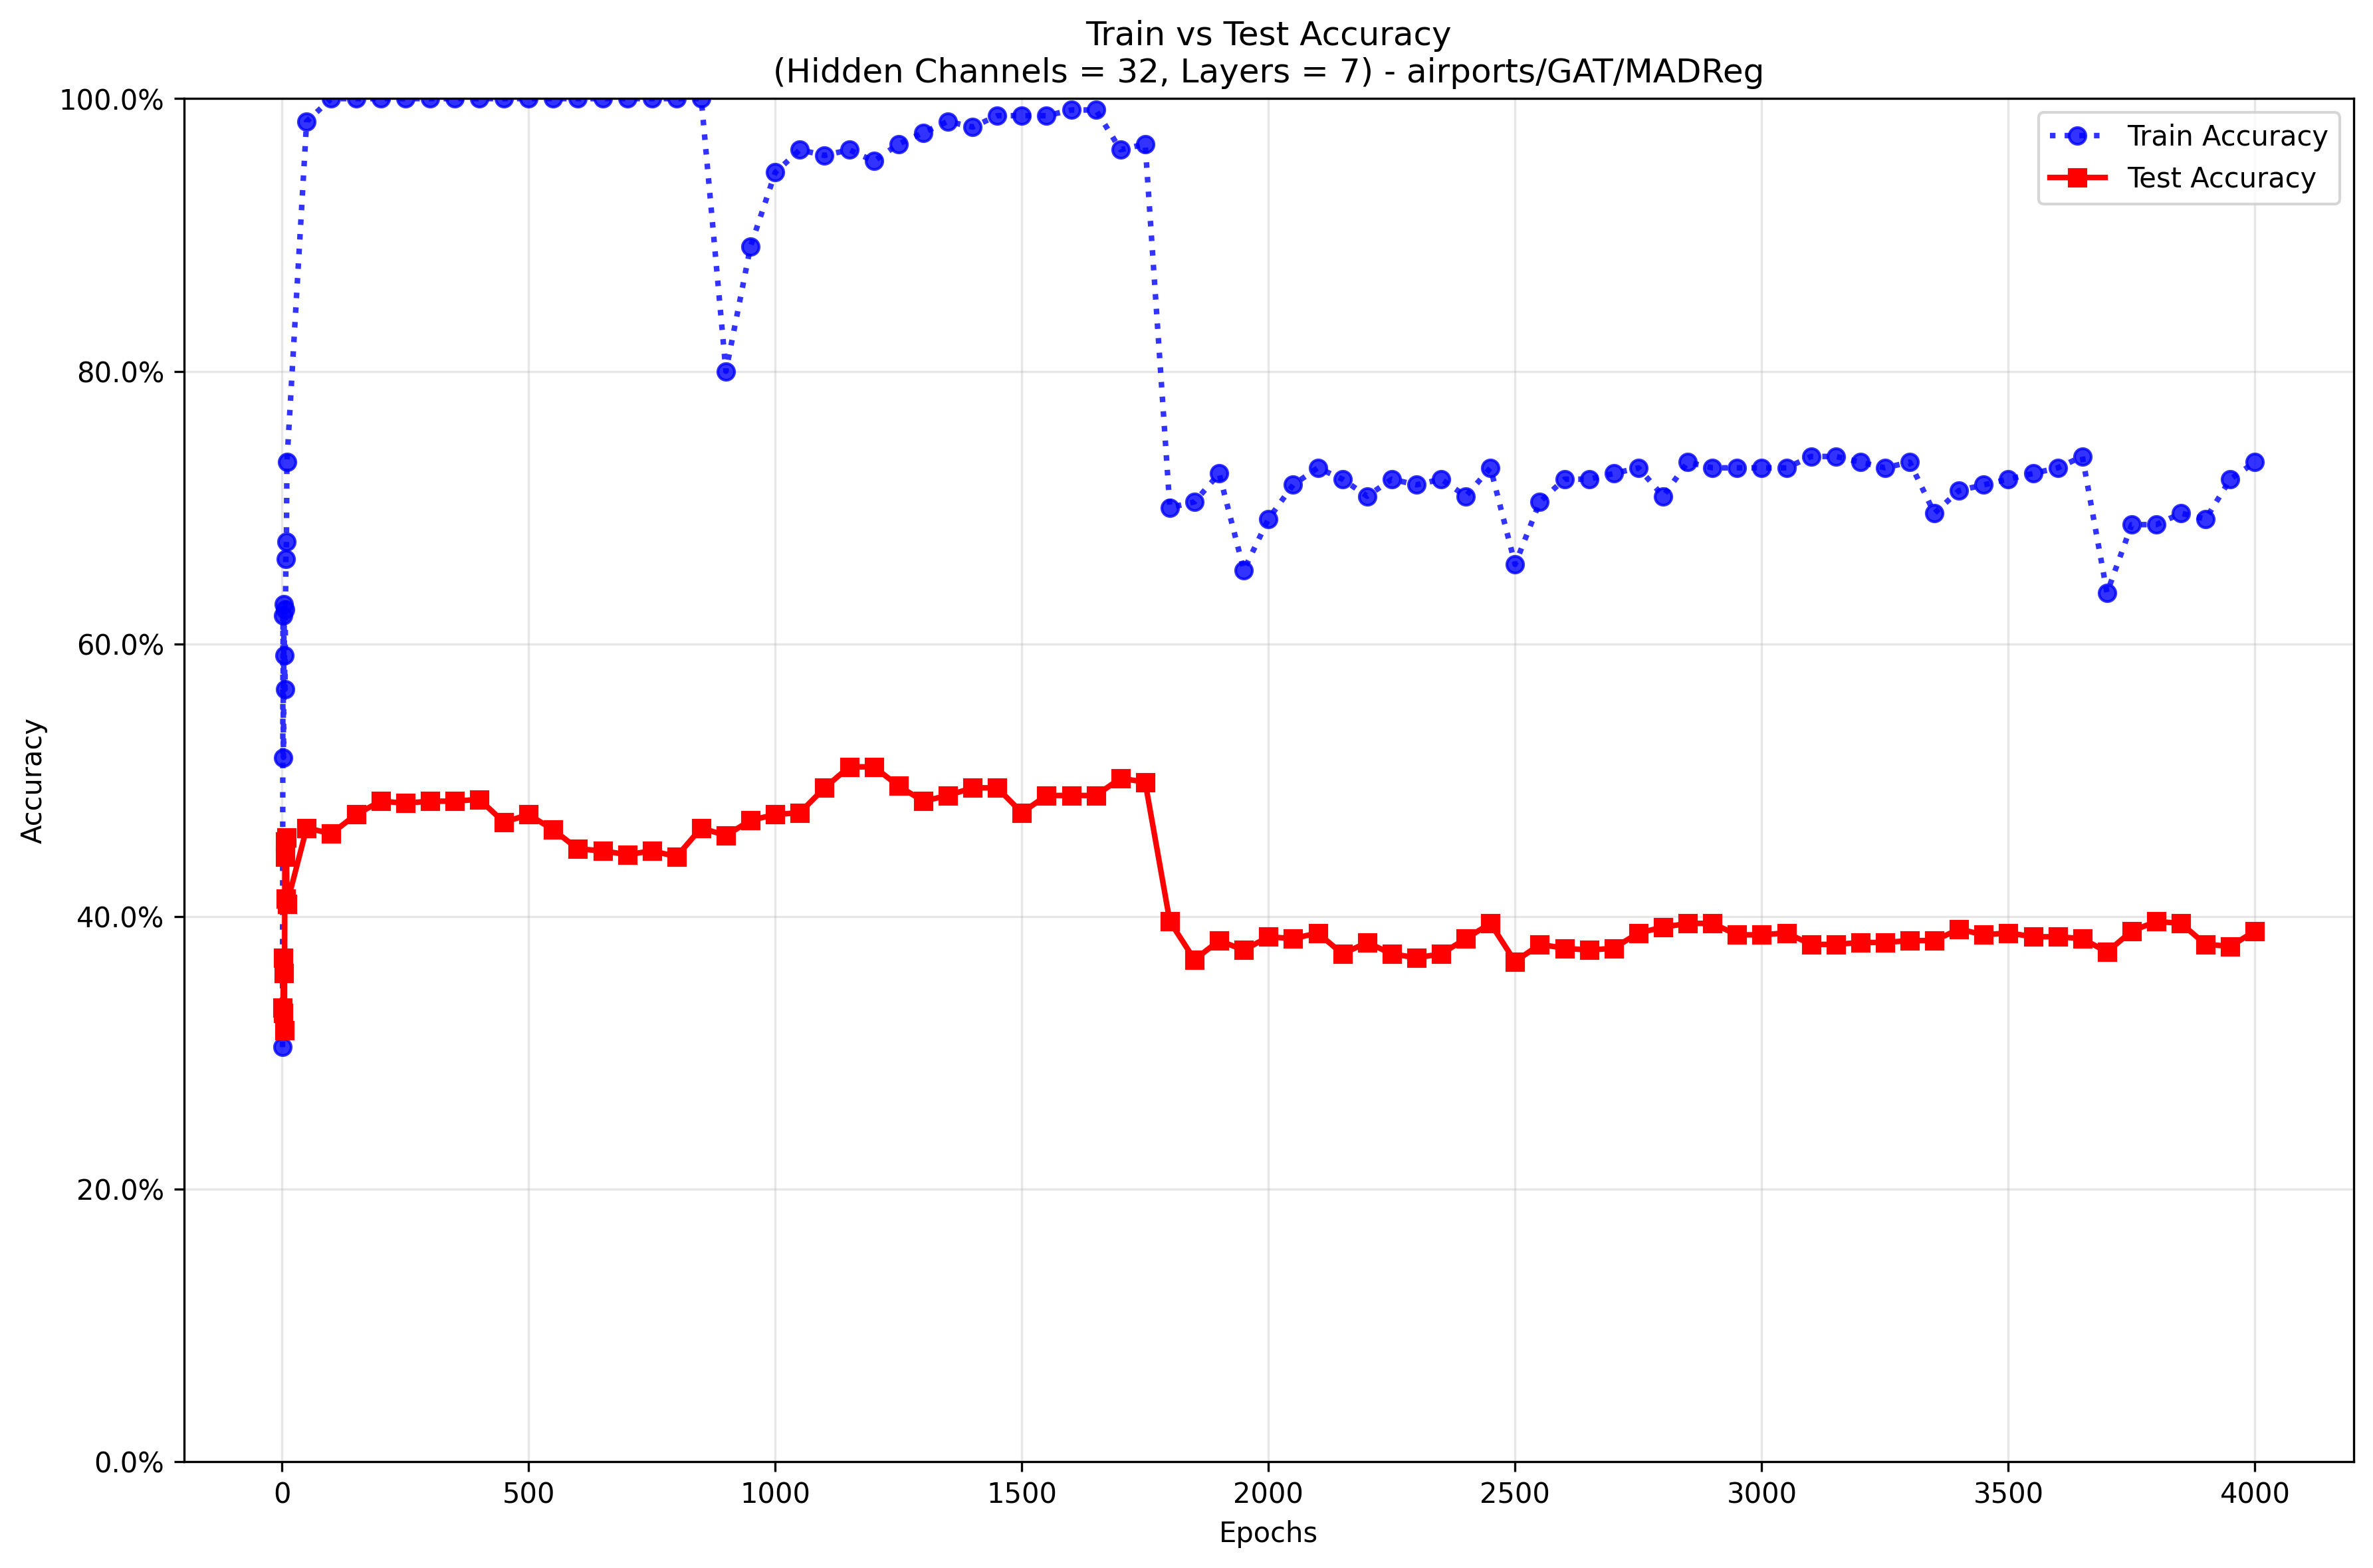 Train vs Test Accuracy
(Hidden Channels = 32, Layers = 7) - airports/GAT/MADReg
100.0%
80.0%
60.0%
40.0%
20.0%
0.0%
Accuracy
Train Accuracy
Test Accuracy
0 500 1000 1500 2000 2500 3000 3500 4000
Epochs